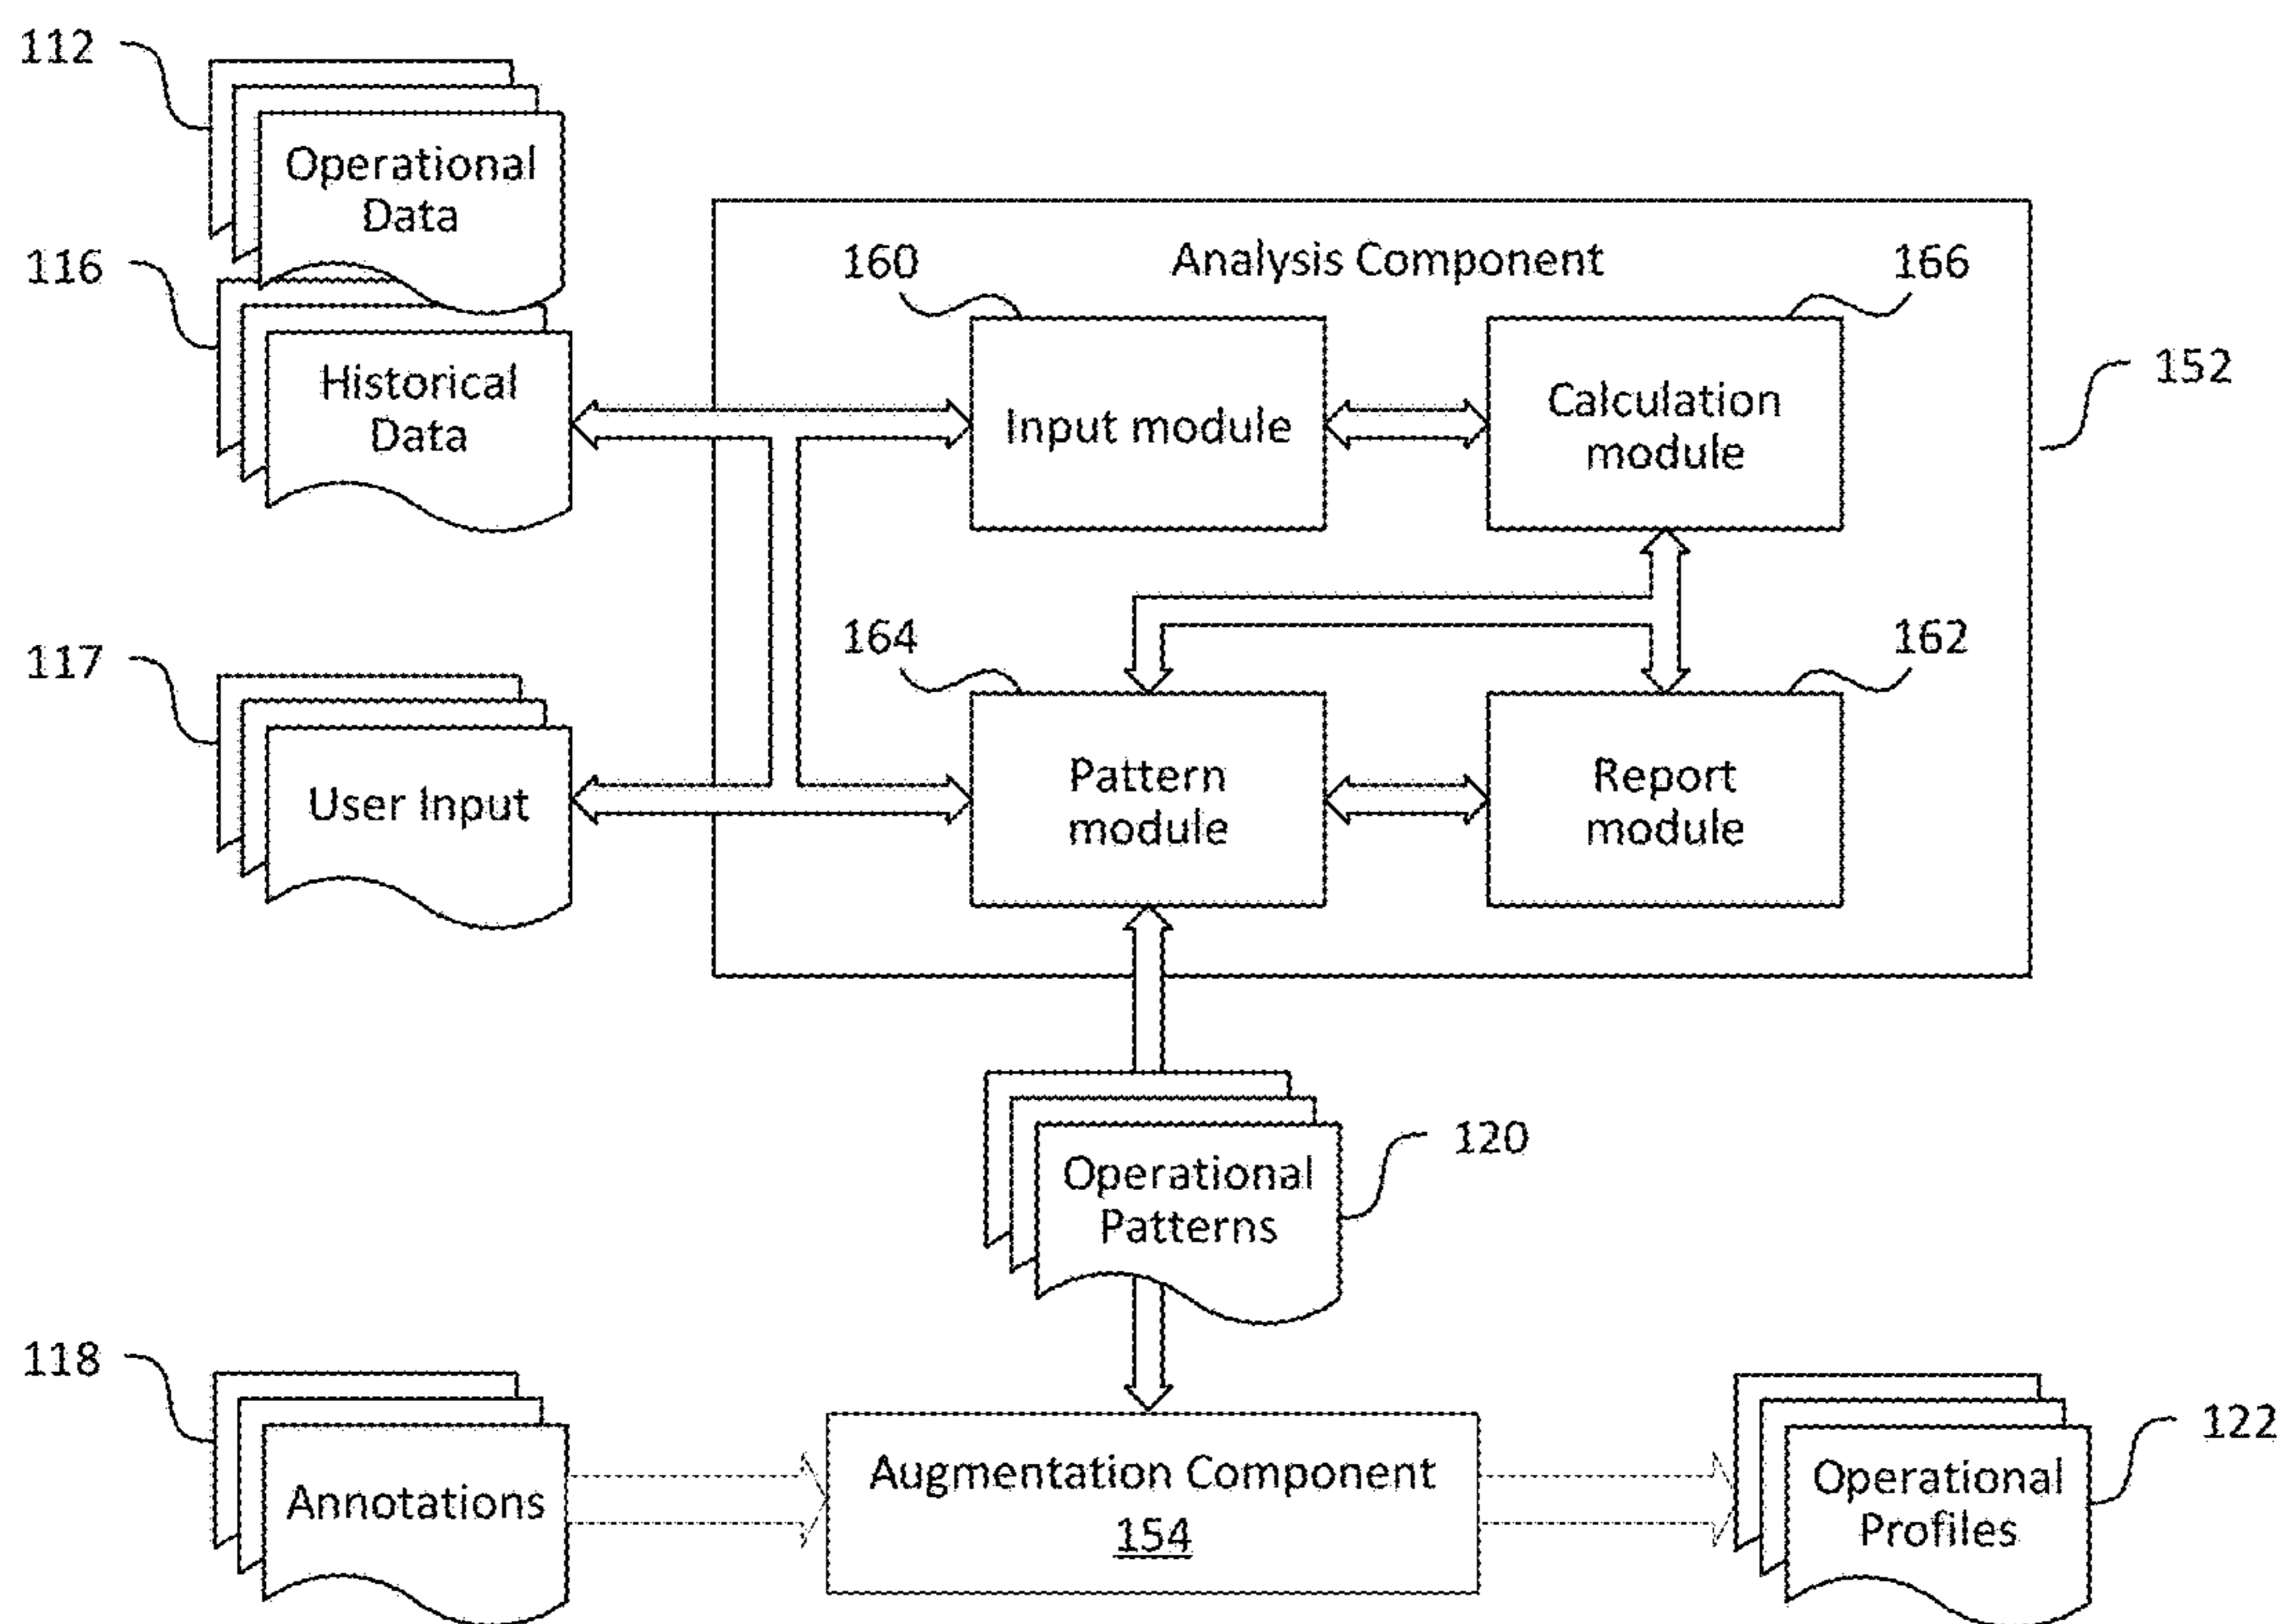 112
Operational
Data
116
Historical
Data
Analysis Component
160
166
152
Input module
Calculation
module
117
User Input
164
162
Pattern
module
Report
module
120
Operational
Patterns
118
Annotations
Augmentation Component
154
122
Operational
Profiles